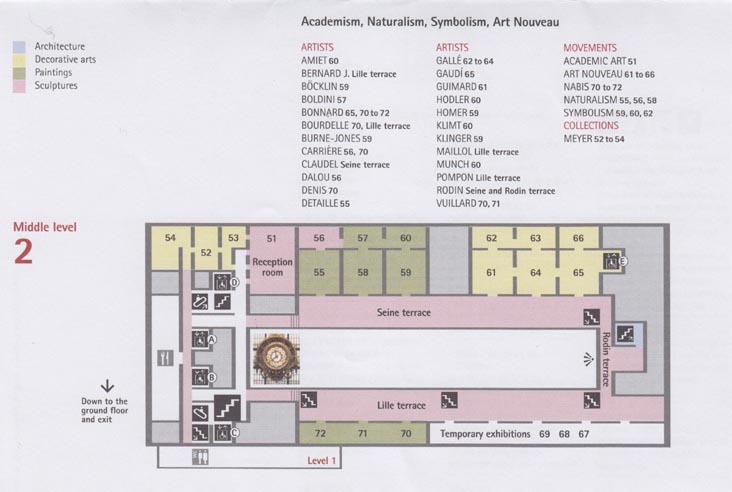 Academism, Naturalism, Symbolism, Art Nouveau
Architecture
Decorative arts
Paintings
Sculptures
ARTISTS
AMIET 60
BERNARD J. Lille terrace
BÖCKLIN 59
BOLDINI 57
BONNARD 65, 70 to 72
BOURDELLE 70, Lille terrace
BURNE-JONES 59
CARRIÈRE 56, 70
CLAUDEL Seine terrace
DALOU 56
DENIS 70
DETAILLE 55
ARTISTS
GALLÉ 62 to 64
GAUDÍ 65
GUIMARD 61
HODLER 60
HOMER 59
KLIMT 60
KLINGER 59
MAILLOL Lille terrace
MUNCH 60
POMPON Lille terrace
RODIN Seine and Rodin terrace
VUILLARD 70, 71
MOVEMENTS
ACADEMIC ART 51
ART NOUVEAU 61 to 66
NABIS 70 to 72
NATURALISM 55, 56, 58
SYMBOLISM 59, 60, 62
COLLECTIONS
MEYER 52 to 54
Middle level
2
54
52
53
51
Reception
room
56
57
60
55
58
59
62
63
66
61
64
65
D
E
Seine terrace
A
B
Rodin terrace
Down to the
ground floor
and exit
Lille terrace
C
72
71
70
Temporary exhibitions 69 68 67
Level 1